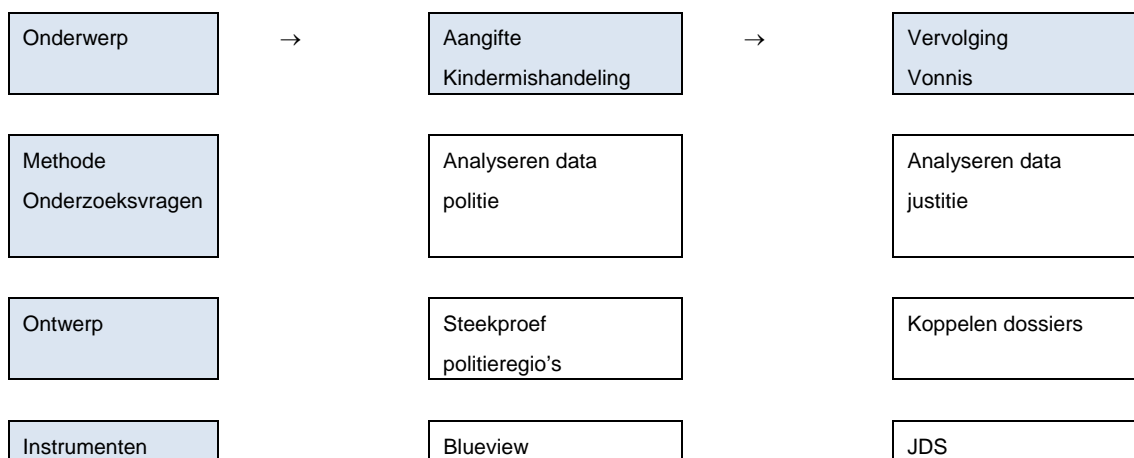 Onderwerp → Aangifte → Vervolging
Kindermishandeling Vonnis
Methode Analyseren data Analyseren data
Onderzoeksvragen politie justitie
Ontwerp Steekproef Koppelen dossiers
politieregio's
Instrumenten Blueview JDS